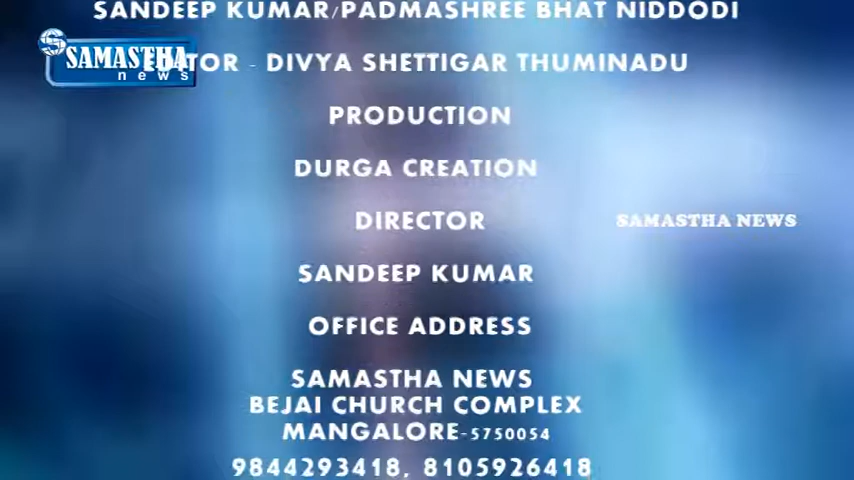 SANDEEP KUMAR/PADMASHREE BHAT NIDDODI
SAMASTHA
news
EDITOR - DIVYA SHETTIGAR THUMINADU
PRODUCTION
DURGA CREATION
DIRECTOR
SAMASTHA NEWS
SANDEEP KUMAR
OFFICE ADDRESS
SAMASTHA NEWS
BEJAI CHURCH COMPLEX
MANGALORE-5750054
9844293418, 8105926418